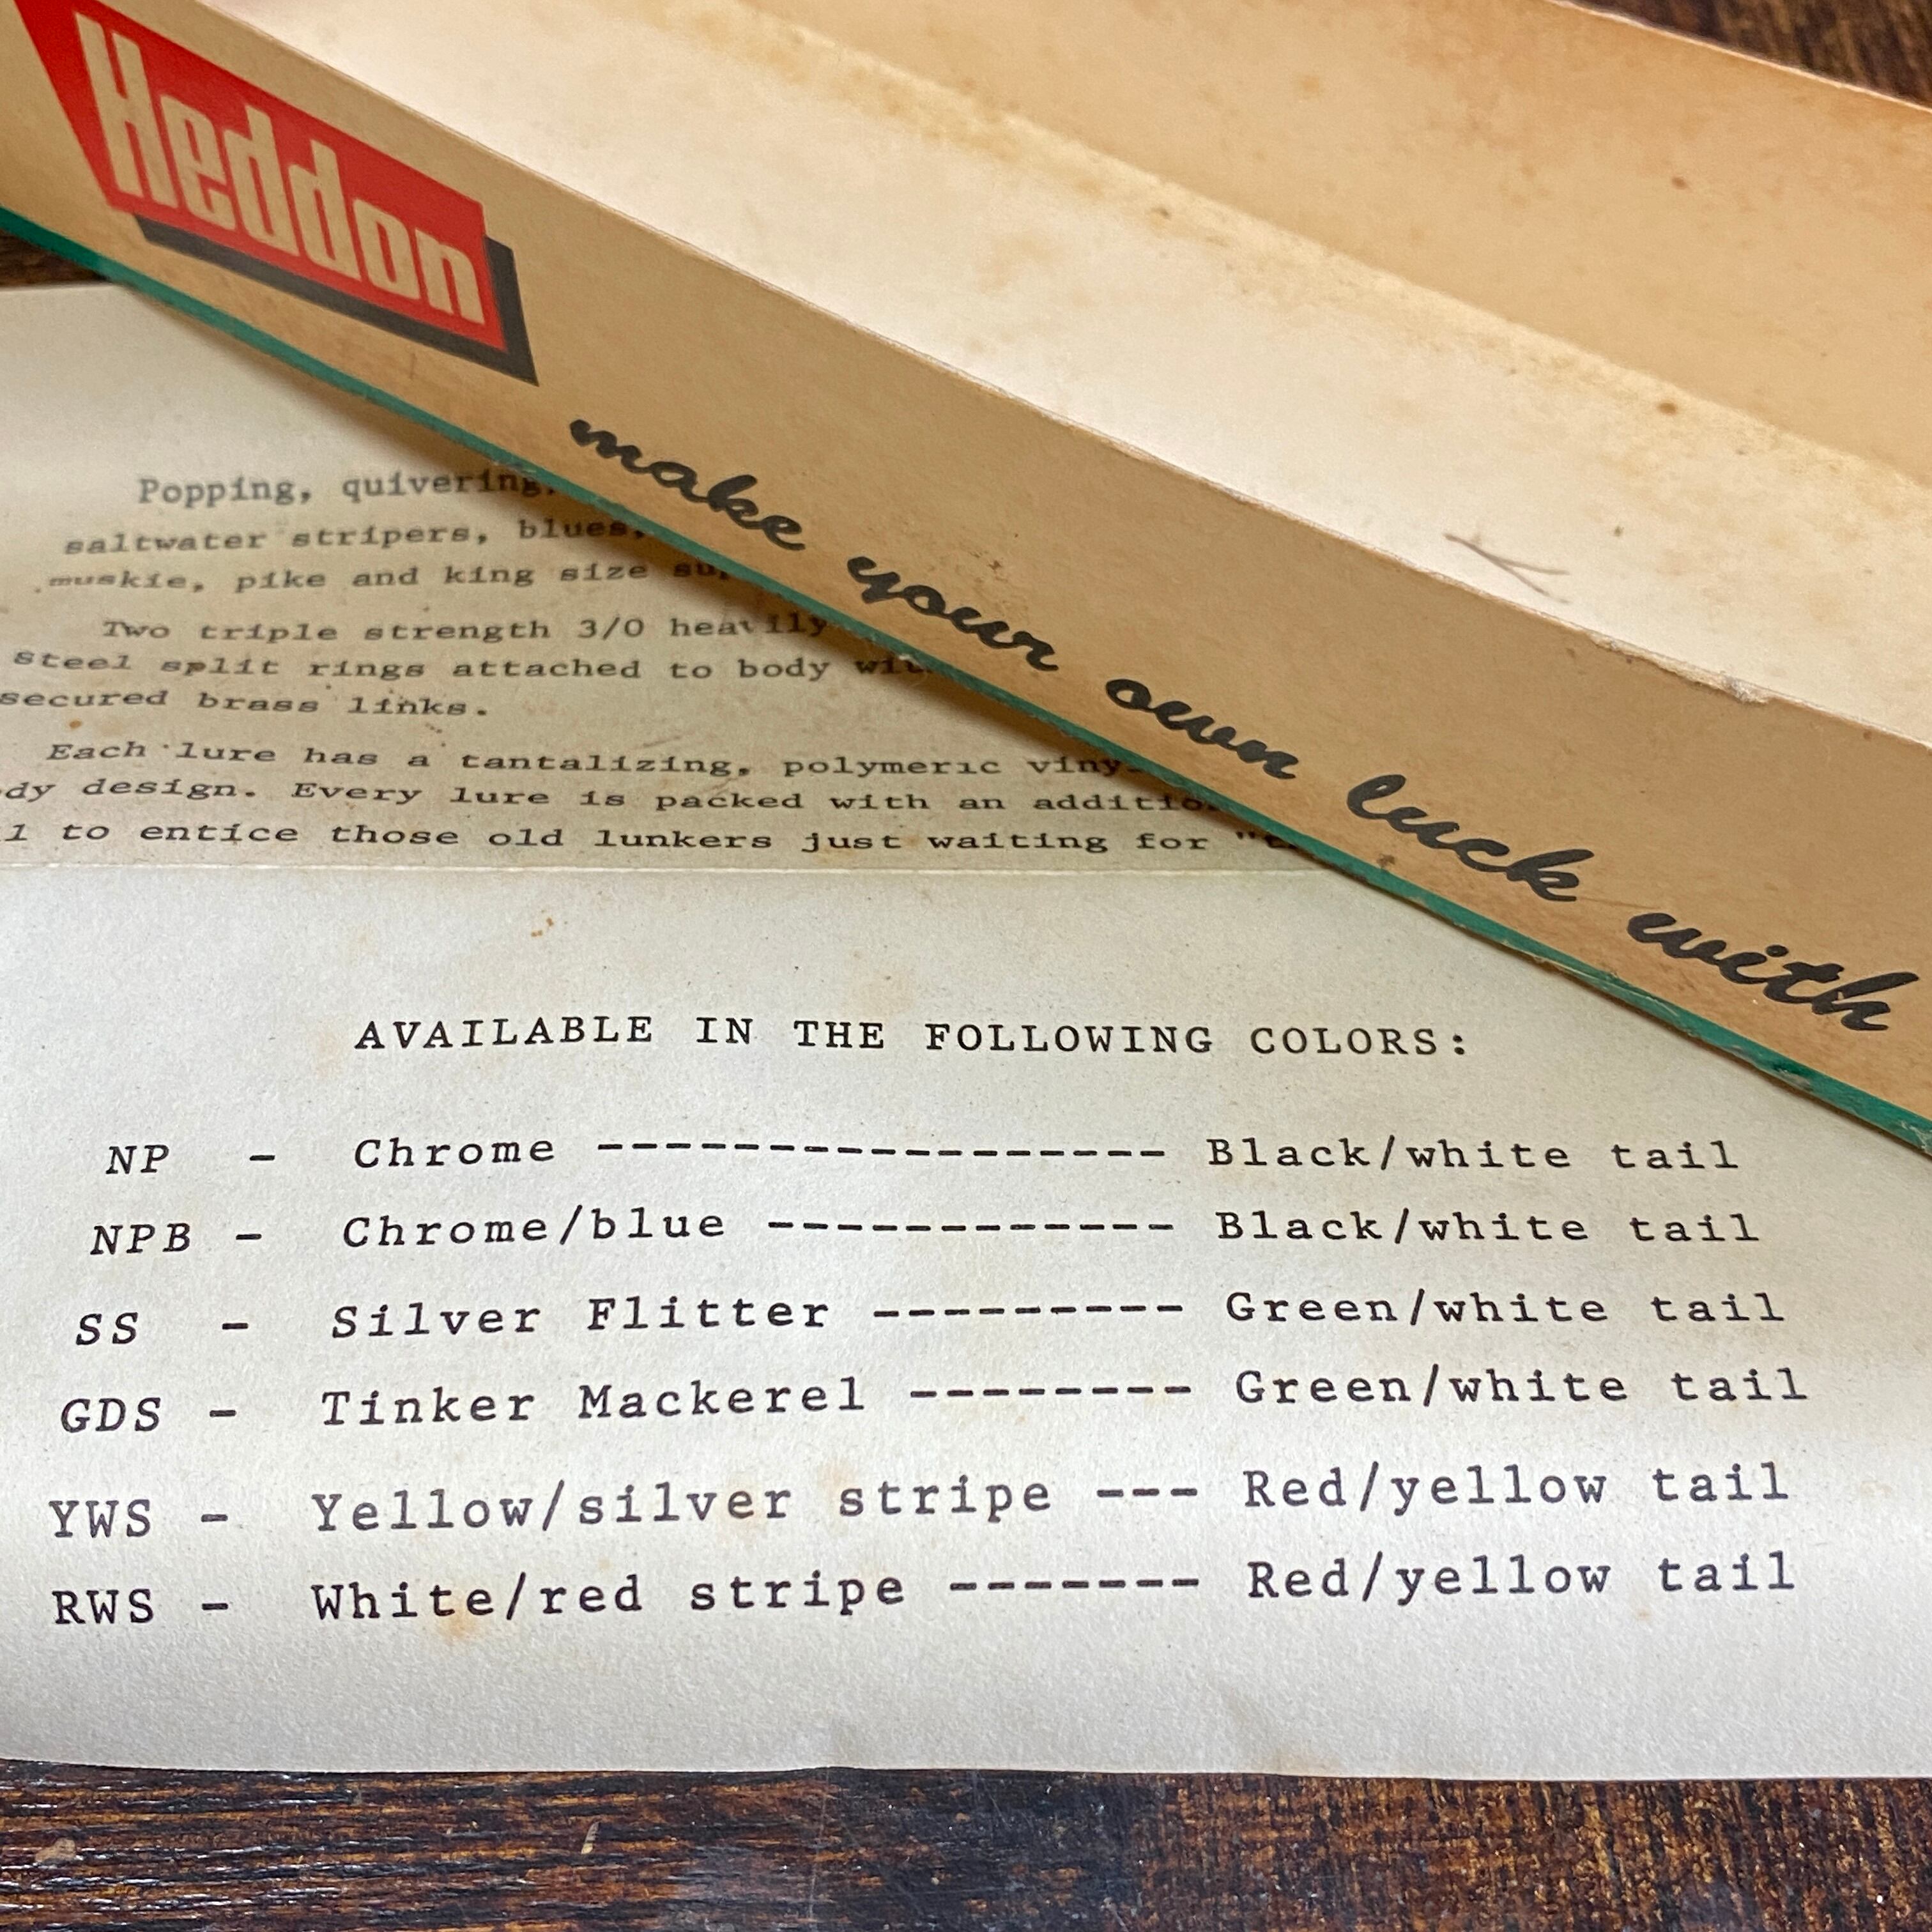 Heddon
make your own luck with
Popping, quivering,
saltwater stripers, blues,
muskie, pike and king size
Two triple strength 3/0 heavily
Steel split rings attached to body
secured brass links.
Each lure has a tantalizing, polymeric
design. Every lure is packed with an
to entice those old lunkers just waiting for
AVAILABLE IN THE FOLLOWING COLORS:
NP - Chrome ----------------- Black/white tail
NPB - Chrome/blue ------------ Black/white tail
SS - Silver Flitter --------- Green/white tail
GDS - Tinker Mackerel -------- Green/white tail
YWS - Yellow/silver stripe --- Red/yellow tail
RWS - White/red stripe ------- Red/yellow tail